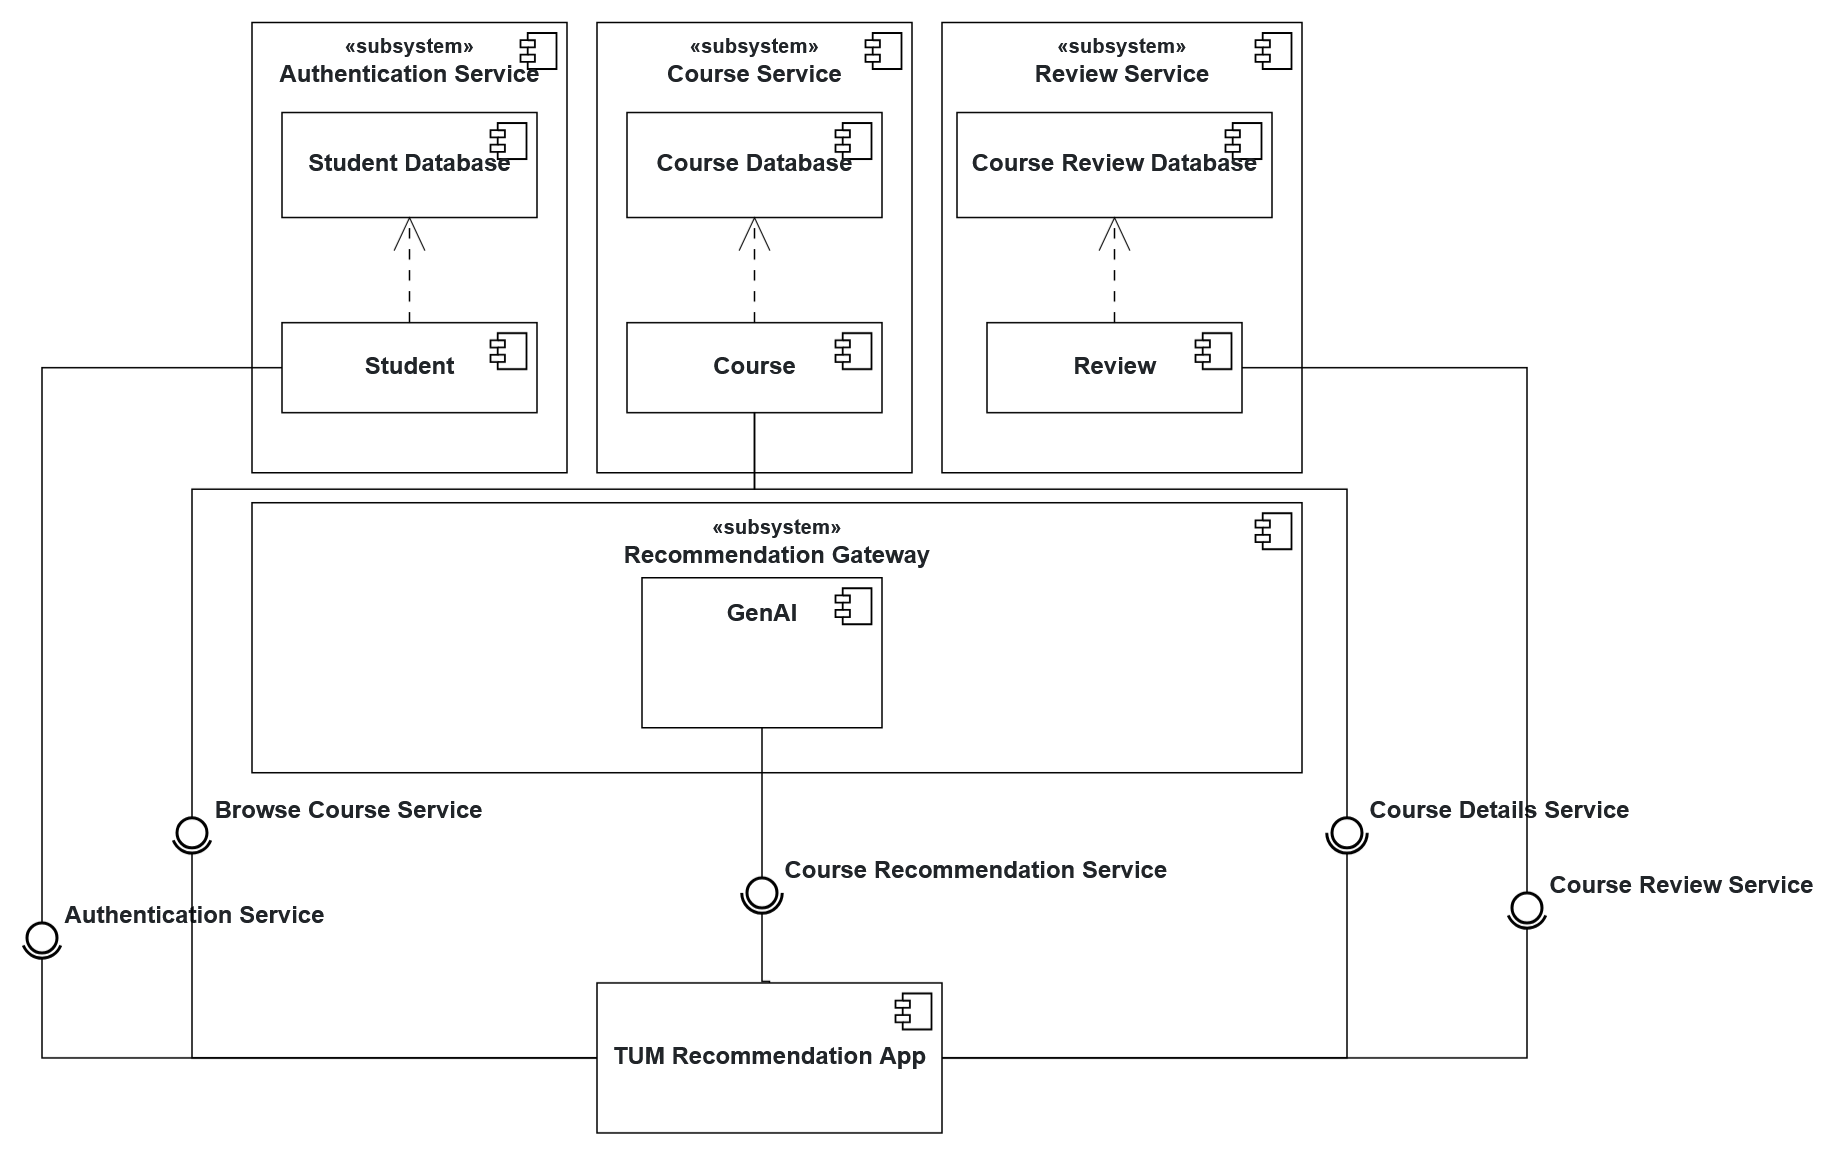 «subsystem»
Authentication Service
Student Database
Student
«subsystem»
Course Service
Course Database
Course
«subsystem»
Review Service
Course Review Database
Review
«subsystem»
Recommendation Gateway
GenAI
Browse Course Service
Course Details Service
Course Recommendation Service
Course Review Service
Authentication Service
TUM Recommendation App